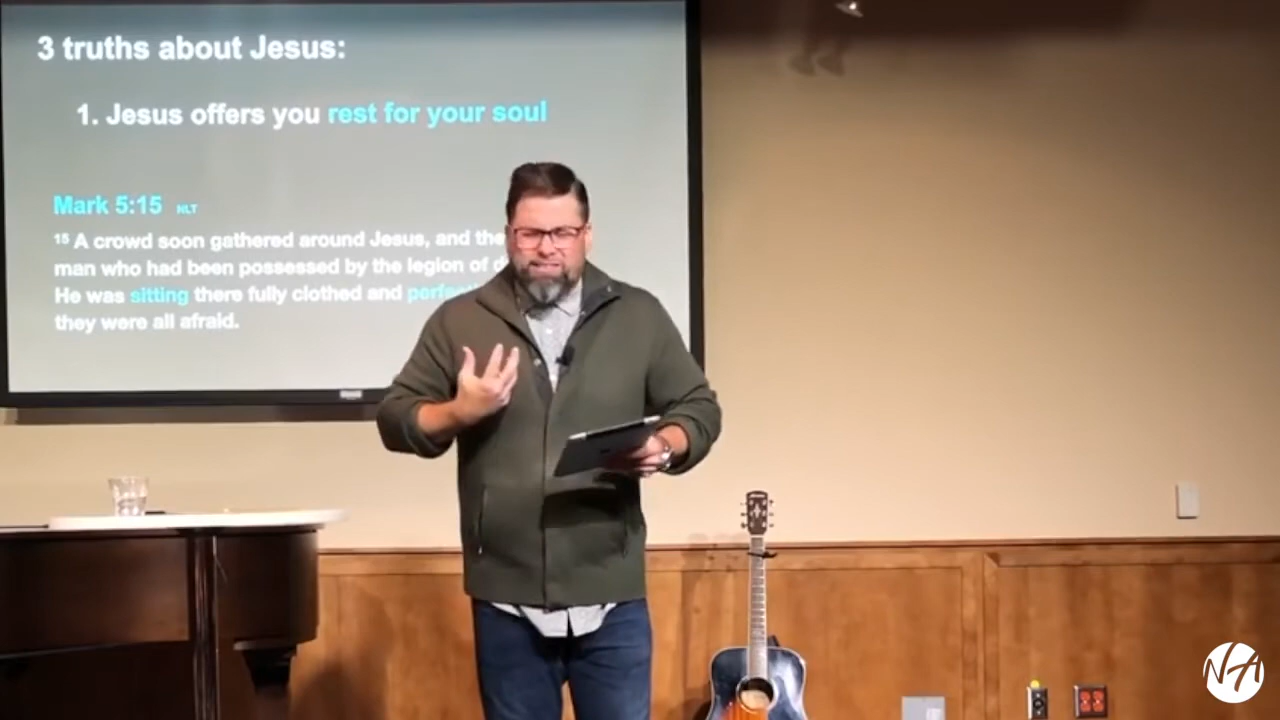 3 truths about Jesus:
1. Jesus offers you rest for your soul
Mark 5:15 NLT
15 A crowd soon gathered around Jesus, and the
man who had been possessed by the legion of
He was sitting there fully clothed and
they were all afraid.
NA